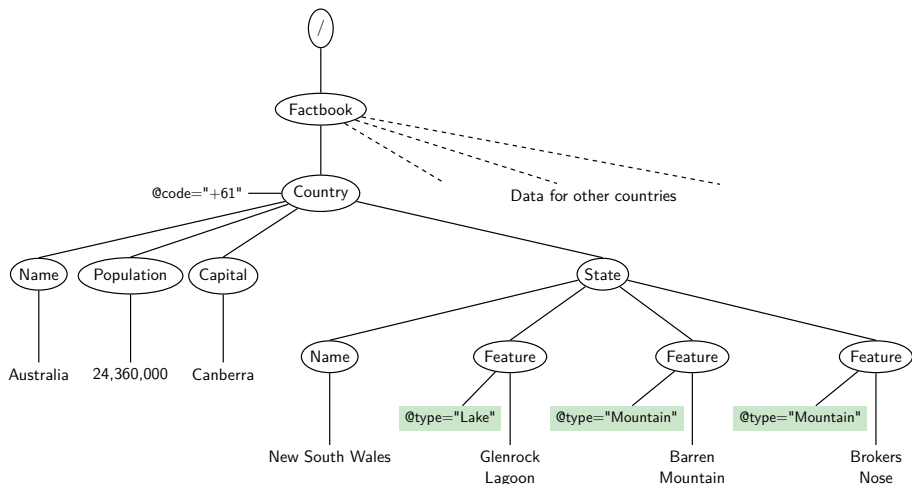 /
Factbook
@code="+61"
Country
Data for other countries
Name
Population
Capital
State
Name
Feature
Feature
Feature
Australia
24,360,000
Canberra
@type="Lake"
@type="Mountain"
@type="Mountain"
New South Wales
Glenrock
Lagoon
Barren
Mountain
Brokers
Nose